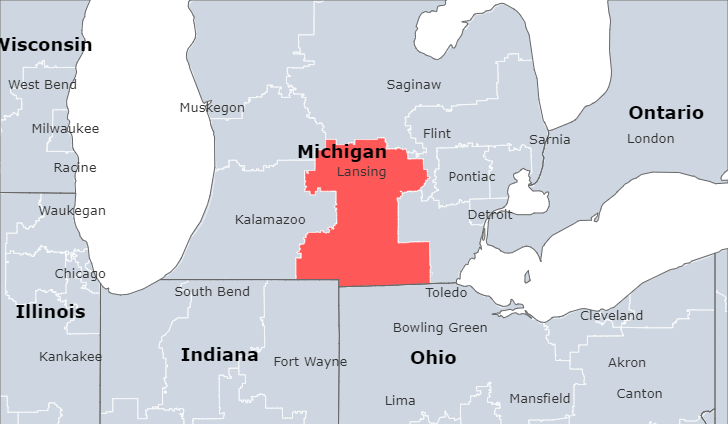 Wisconsin
West Bend
Saginaw
Muskegon
Ontario
Milwaukee
Flint
Sarnia
London
Michigan
Racine
Lansing
Pontiac
Waukegan
Kalamazoo
Detroit
Chicago
South Bend
Toledo
Illinois
Cleveland
Bowling Green
Kankakee
Indiana
Fort Wayne
Ohio
Akron
Canton
Lima
Mansfield